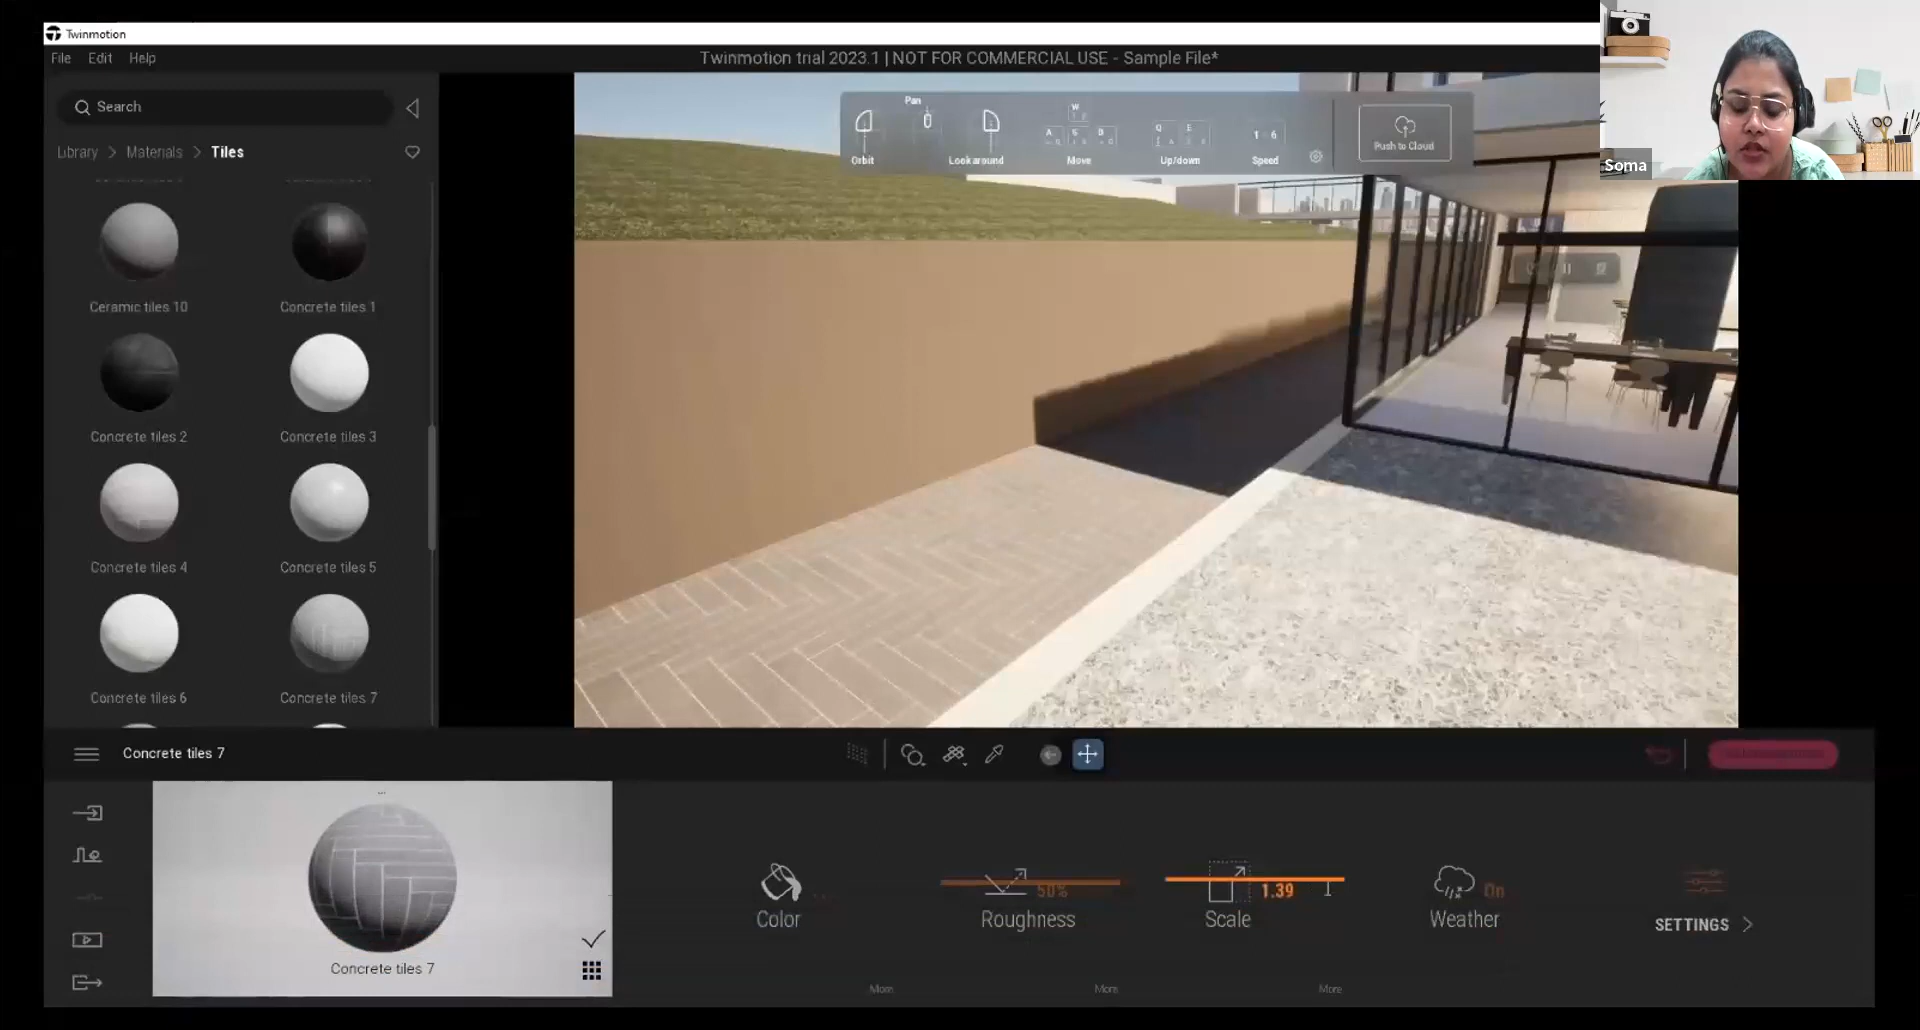 Twinmotion
File Edit Help
Twinmotion trial 2023.1 | NOT FOR COMMERCIAL USE - Sample File*
Search
Library > Materials > Tiles
Ceramic tiles 10
Concrete tiles 1
Concrete tiles 2
Concrete tiles 3
Concrete tiles 4
Concrete tiles 5
Concrete tiles 6
Concrete tiles 7
Pan
Orbit
Look around
W
A S D
Move
Q E
Up/down
1 6
Speed
Push to Cloud
Soma
Concrete tiles 7
Concrete tiles 7
Color
50%
Roughness
1.39
Scale
On
Weather
SETTINGS
More
More
More